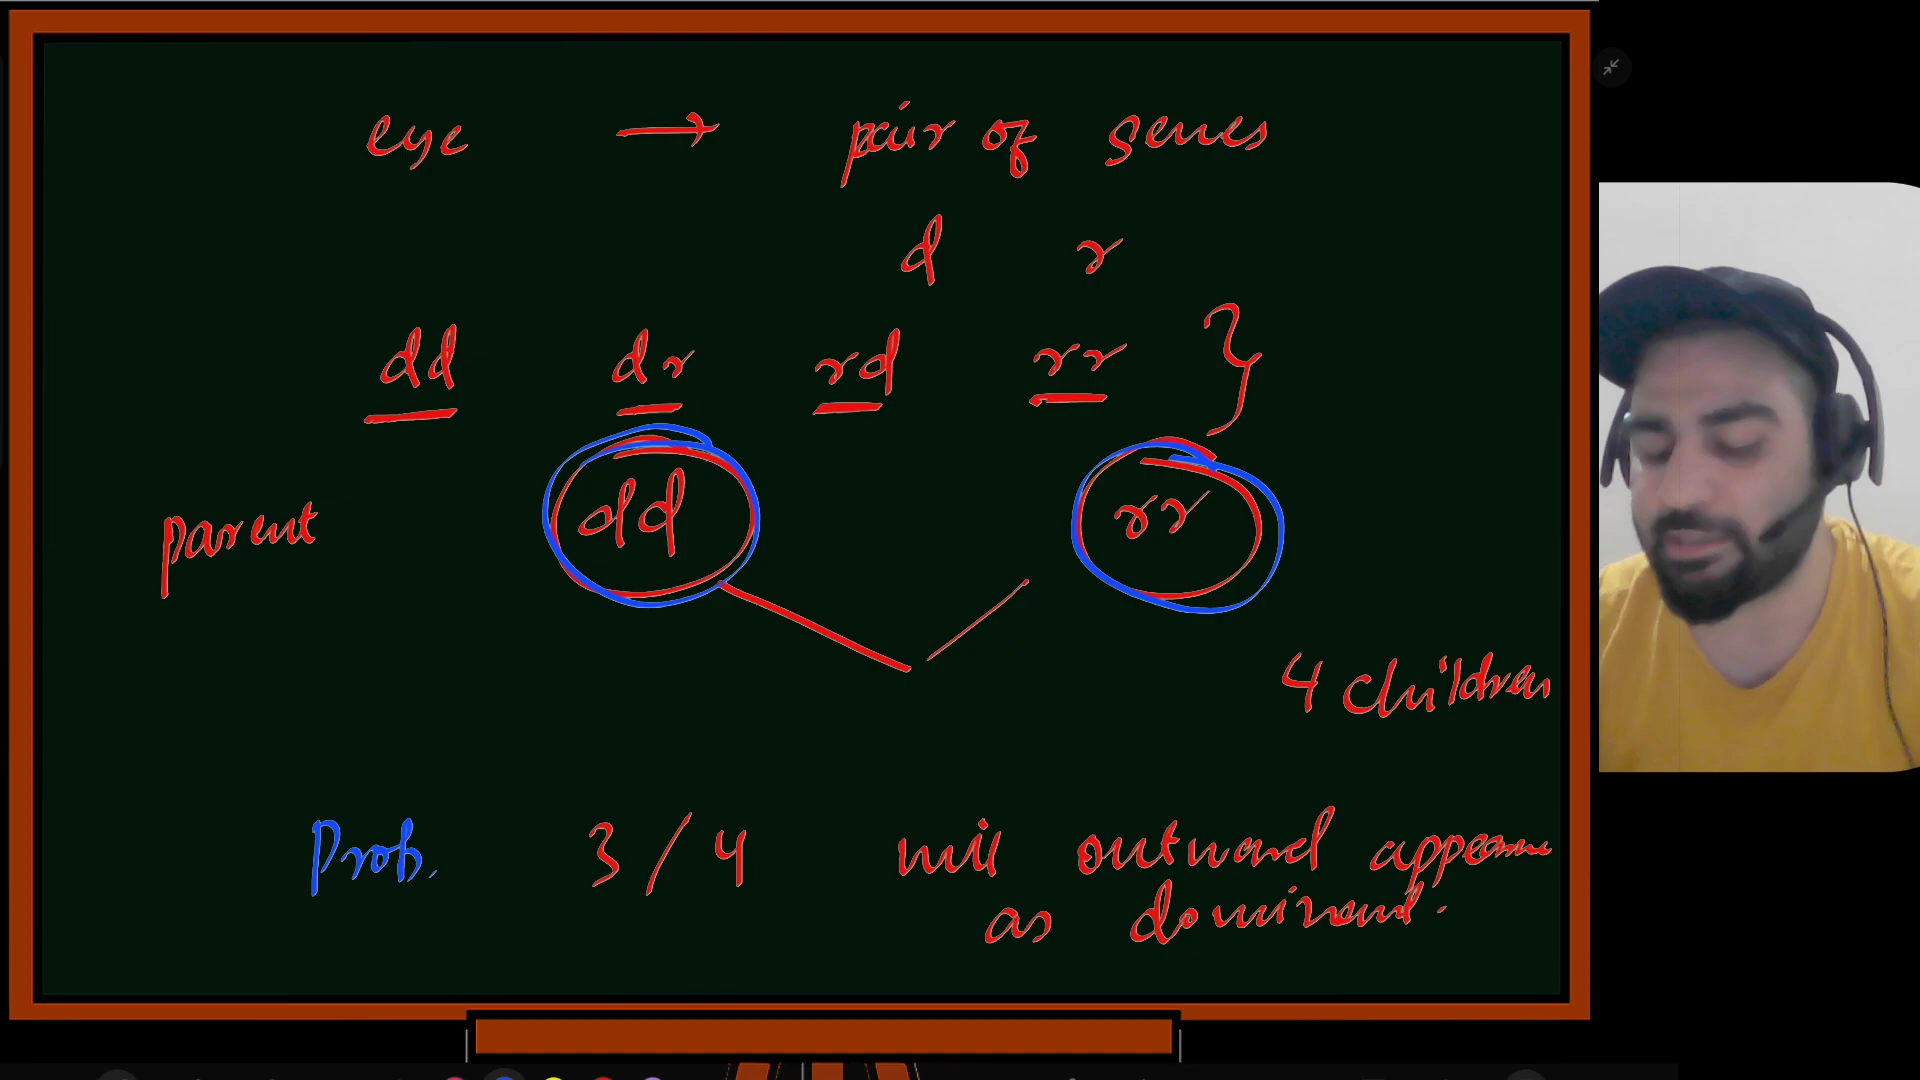 eye → pair of genes
d r
dd dr rd rr }
parent dd rr
4 children
Prob. 3/4 will outward appearance
as dominant.